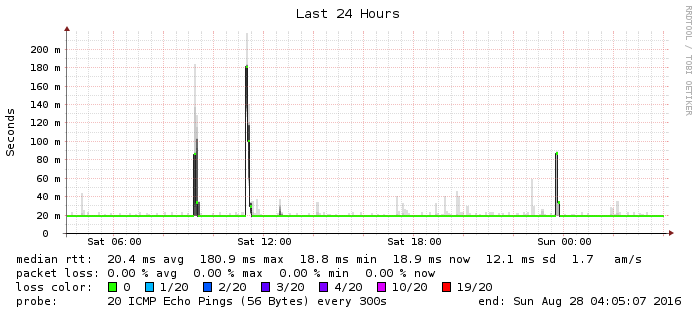 Last 24 Hours
RRDTOOL / TOBI OETIKER
Seconds
200 m
180 m
160 m
140 m
120 m
100 m
80 m
60 m
40 m
20 m
0
Sat 06:00 Sat 12:00 Sat 18:00 Sun 00:00
median rtt: 20.4 ms avg 180.9 ms max 18.8 ms min 18.9 ms now 12.1 ms sd 1.7 am/s
packet loss: 0.00 % avg 0.00 % max 0.00 % min 0.00 % now
loss color: 0 1/20 2/20 3/20 4/20 10/20 19/20
probe: 20 ICMP Echo Pings (56 Bytes) every 300s end: Sun Aug 28 04:05:07 2016